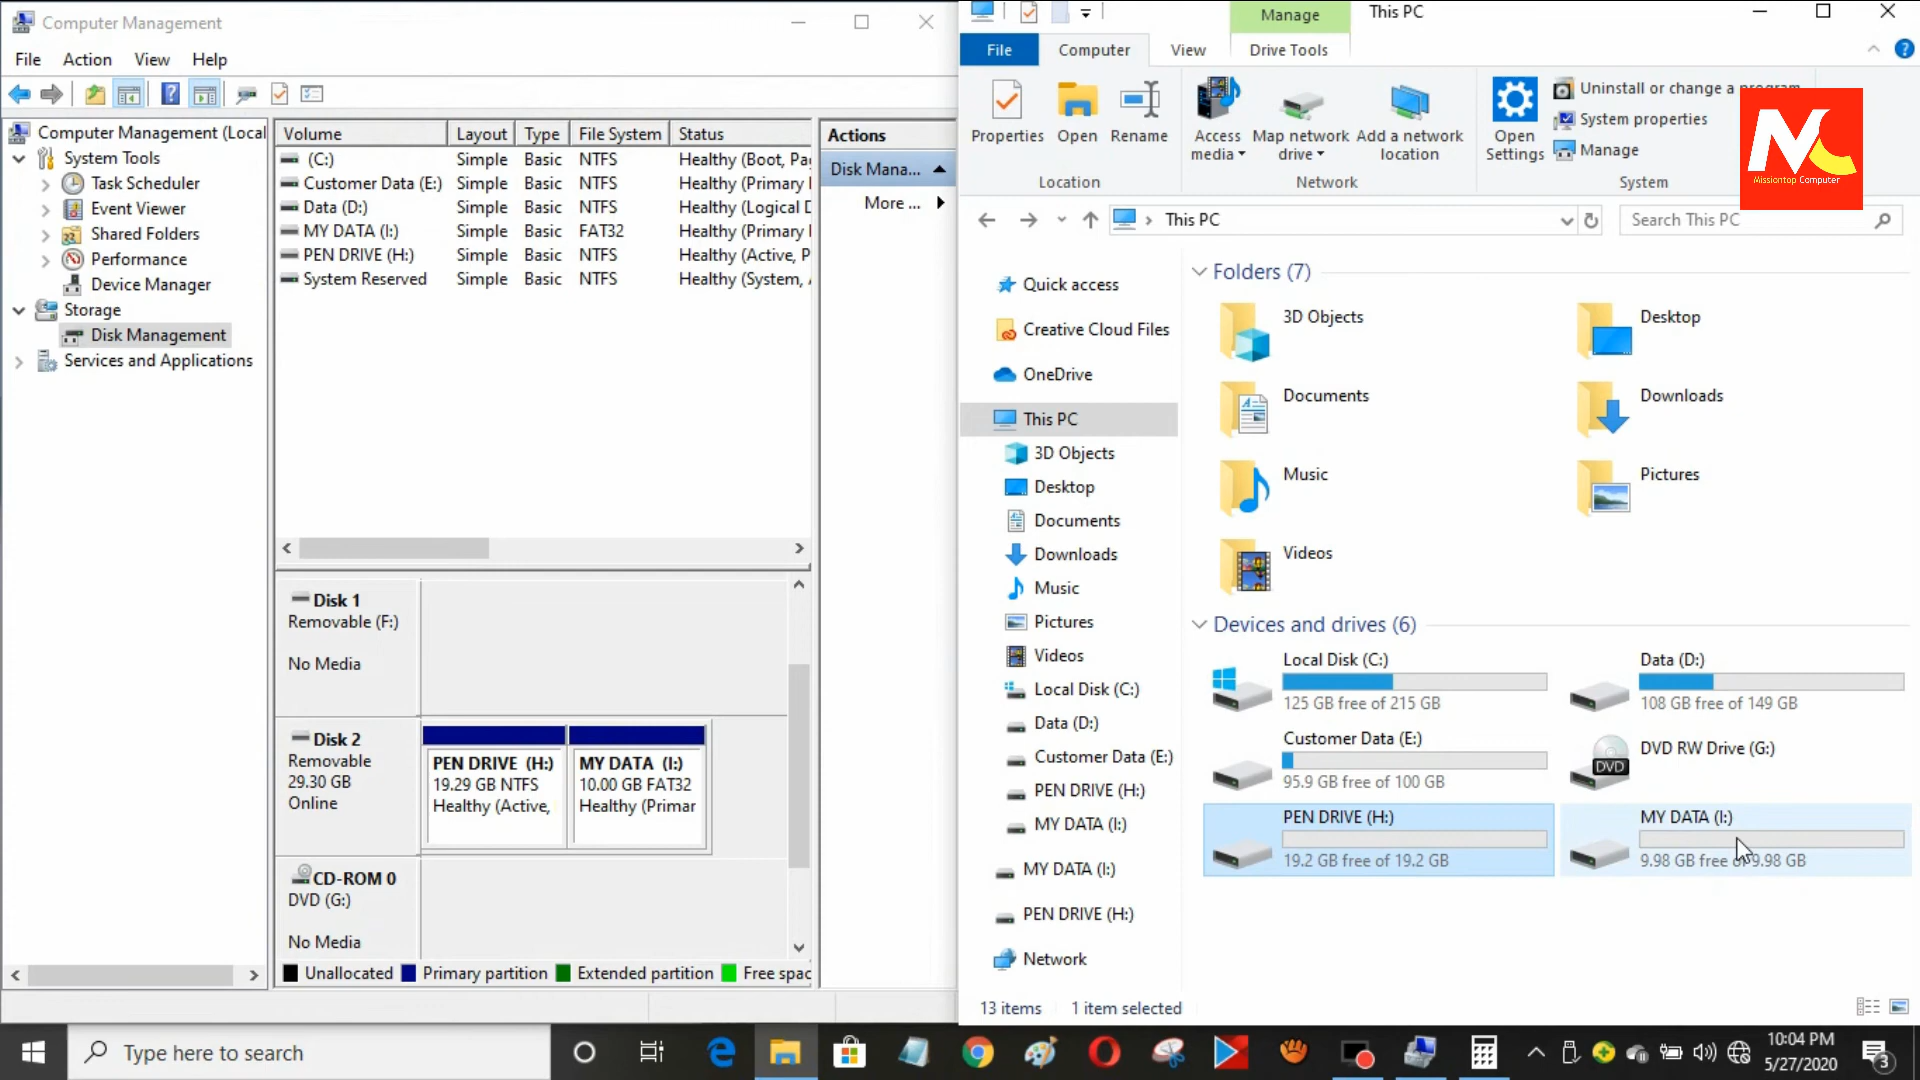 Computer Management
File Action View Help
Computer Management (Local
System Tools
Task Scheduler
Event Viewer
Shared Folders
Performance
Device Manager
Storage
Disk Management
Services and Applications
Volume Layout Type File System Status
(C:) Simple Basic NTFS Healthy (Boot, Pa
Customer Data (E:) Simple Basic NTFS Healthy (Primary
Data (D:) Simple Basic NTFS Healthy (Logical D
MY DATA (I:) Simple Basic FAT32 Healthy (Primary
PEN DRIVE (H:) Simple Basic NTFS Healthy (Active, P
System Reserved Simple Basic NTFS Healthy (System,
Disk 1
Removable (F:)
No Media
Disk 2
Removable
29.30 GB
Online
PEN DRIVE (H:)
19.29 GB NTFS
Healthy (Active,
MY DATA (I:)
10.00 GB FAT32
Healthy (Primar
CD-ROM 0
DVD (G:)
No Media
Unallocated Primary partition Extended partition Free spac
Actions
Disk Mana...
More ...
Manage This PC
File Computer View Drive Tools
Properties Open Rename
Location
Access media Map network drive Add a network location
Network
Open Settings
Uninstall or change a program
System properties
Manage
System
Missiontop Computer
This PC
Search This PC
Quick access
Creative Cloud Files
OneDrive
This PC
3D Objects
Desktop
Documents
Downloads
Music
Pictures
Videos
Local Disk (C:)
Data (D:)
Customer Data (E:)
PEN DRIVE (H:)
MY DATA (I:)
MY DATA (I:)
PEN DRIVE (H:)
Network
Folders (7)
3D Objects Desktop
Documents Downloads
Music Pictures
Videos
Devices and drives (6)
Local Disk (C:)
125 GB free of 215 GB
Data (D:)
108 GB free of 149 GB
Customer Data (E:)
95.9 GB free of 100 GB
DVD RW Drive (G:)
DVD
PEN DRIVE (H:)
19.2 GB free of 19.2 GB
MY DATA (I:)
9.98 GB free of 9.98 GB
13 items 1 item selected
Type here to search
10:04 PM
5/27/2020
3